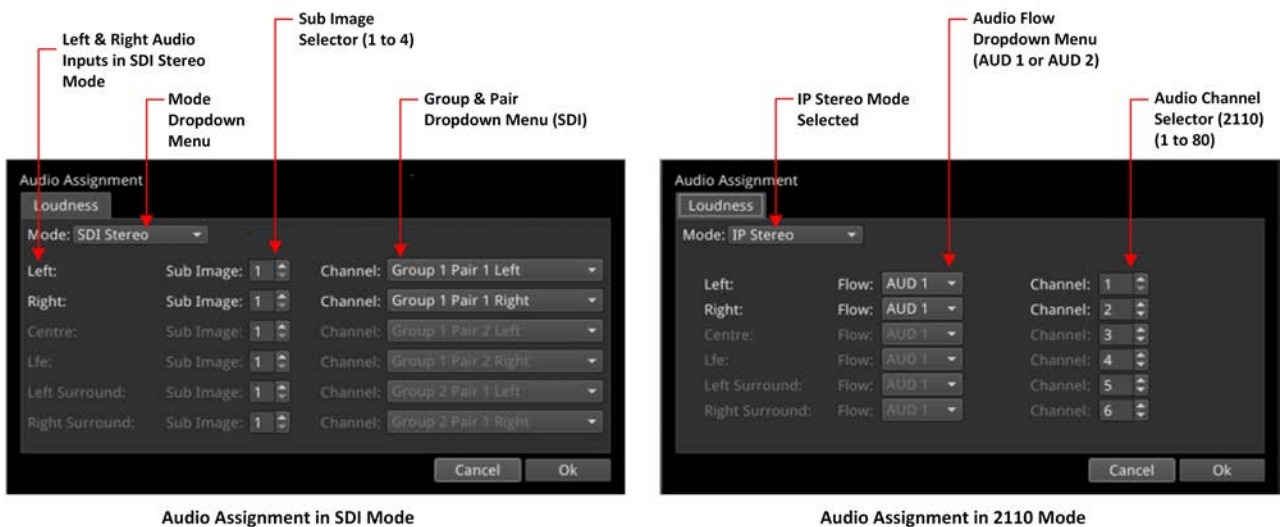 Sub Image
Selector (1 to 4)
Left & Right Audio
Inputs in SDI Stereo
Mode
Mode
Dropdown
Menu
Group & Pair
Dropdown Menu (SDI)
Audio Assignment
Loudness
Mode: SDI Stereo
Left: Sub Image: 1 Channel: Group 1 Pair 1 Left
Right: Sub Image: 1 Channel: Group 1 Pair 1 Right
Centre: Sub Image: 1 Channel: Group 1 Pair 2 Left
Lfe: Sub Image: 1 Channel: Group 1 Pair 2 Right
Left Surround: Sub Image: 1 Channel: Group 2 Pair 1 Left
Right Surround: Sub Image: 1 Channel: Group 2 Pair 1 Right
Cancel Ok
Audio Assignment in SDI Mode
Audio Flow
Dropdown Menu
(AUD 1 or AUD 2)
IP Stereo Mode
Selected
Audio Channel
Selector (2110)
(1 to 80)
Audio Assignment
Loudness
Mode: IP Stereo
Left: Flow: AUD 1 Channel: 1
Right: Flow: AUD 1 Channel: 2
Centre: Flow: AUD 1 Channel: 3
Lfe: Flow: AUD 1 Channel: 4
Left Surround: Flow: AUD 1 Channel: 5
Right Surround: Flow: AUD 1 Channel: 6
Cancel Ok
Audio Assignment in 2110 Mode